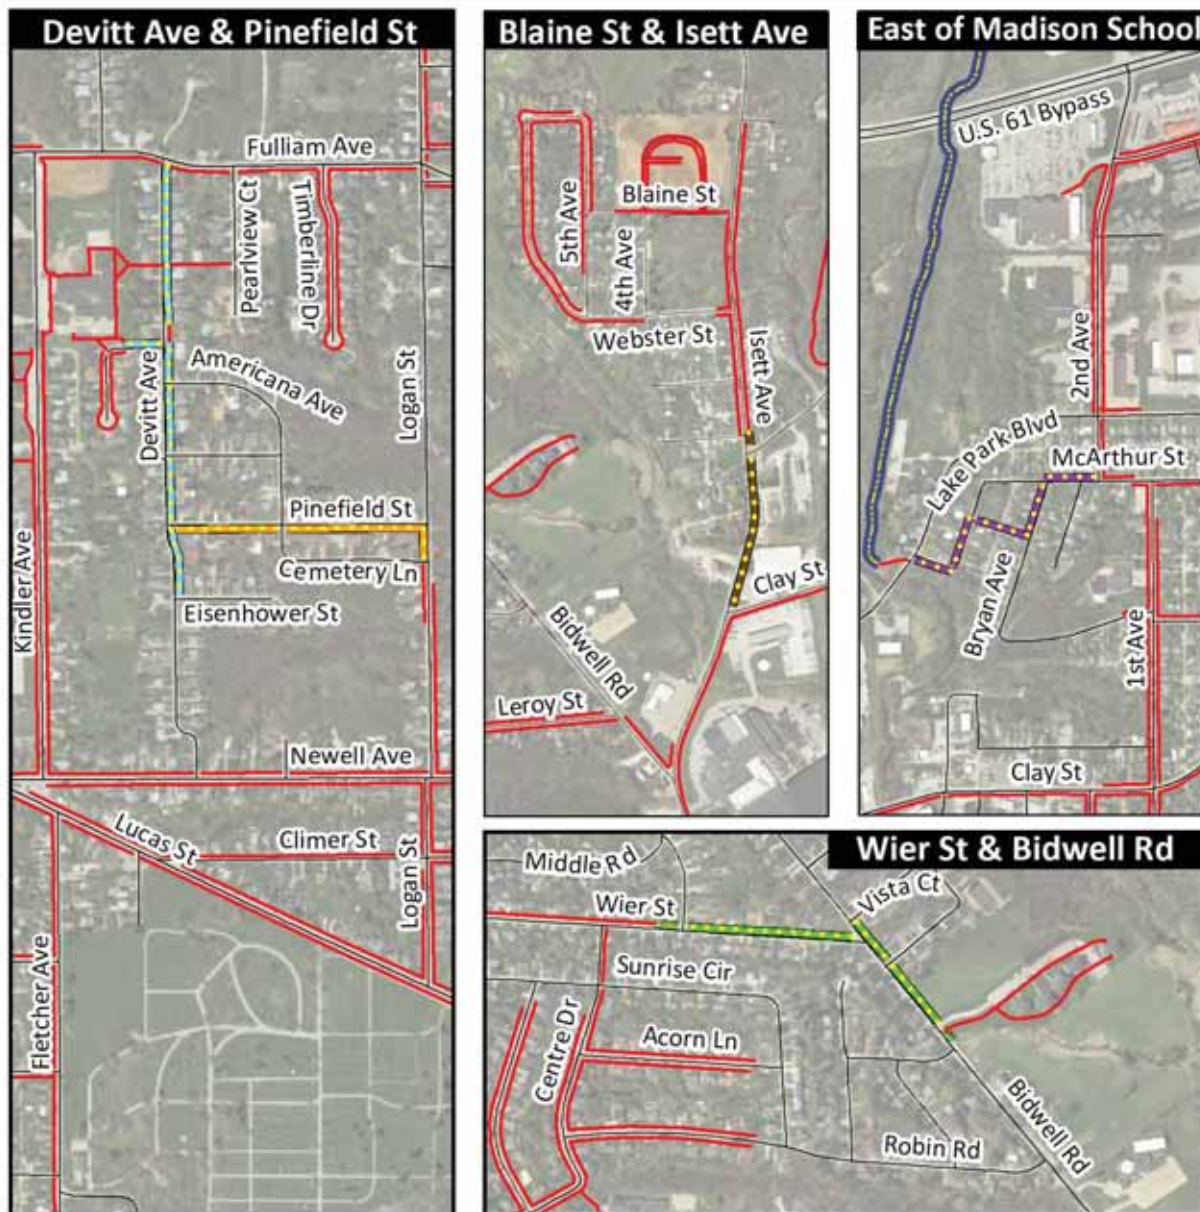 Devitt Ave & Pinefield St
Fulliam Ave
Pearlview Ct
Timberline Dr
Logan St
Americana Ave
Devitt Ave
Pinefield St
Cemetery Ln
Eisenhower St
Kindler Ave
Newell Ave
Lucas St
Climer St
Logan St
Fletcher Ave
Blaine St & Isett Ave
Blaine St
5th Ave
4th Ave
Webster St
Isett Ave
Clay St
Bidwell Rd
Leroy St
East of Madison School
U.S. 61 Bypass
2nd Ave
Lake Park Blvd
McArthur St
Bryan Ave
1st Ave
Clay St
Wier St & Bidwell Rd
Middle Rd
Vista Ct
Wier St
Sunrise Cir
Centre Dr
Acorn Ln
Robin Rd
Bidwell Rd